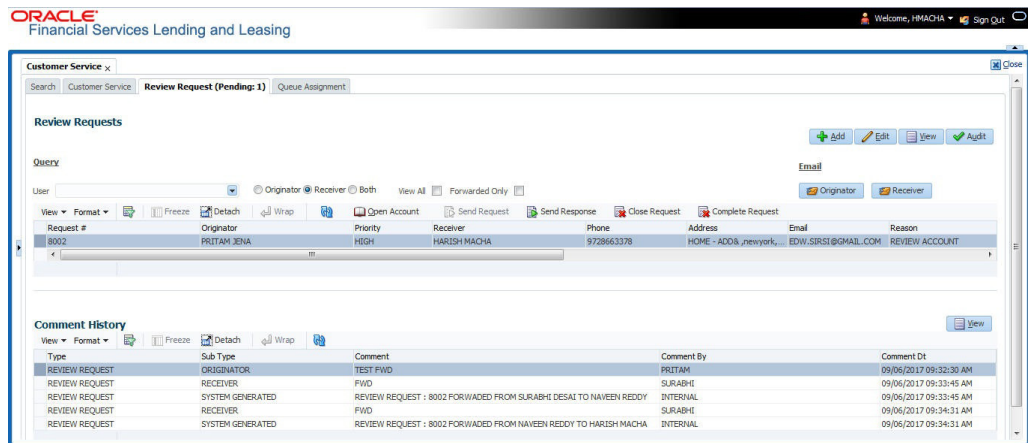 ORACLE
Financial Services Lending and Leasing
Welcome, HMACHA Sign Out
Customer Service x
Close
Search Customer Service Review Request (Pending: 1) Queue Assignment
Review Requests
Add Edit View Audit
Query
Email
User Originator Receiver Both View All Forwarded Only Originator Receiver
View Format Freeze Detach Wrap Open Account Send Request Send Response Close Request Complete Request
Request # Originator Priority Receiver Phone Address Email Reason
8002 PRITAM JENA HIGH HARISH MACHA 9728663378 HOME - ADD& ,newyork,... EDW.SIRSI@GMAIL.COM REVIEW ACCOUNT
Comment History
View
View Format Freeze Detach Wrap
Type Sub Type Comment Comment By Comment Dt
REVIEW REQUEST ORIGINATOR TEST FWD PRITAM 09/06/2017 09:32:30 AM
REVIEW REQUEST RECEIVER FWD SURABHI 09/06/2017 09:33:45 AM
REVIEW REQUEST SYSTEM GENERATED REVIEW REQUEST : 8002 FORWADED FROM SURABHI DESAI TO NAVEEN REDDY INTERNAL 09/06/2017 09:33:45 AM
REVIEW REQUEST RECEIVER FWD SURABHI 09/06/2017 09:34:31 AM
REVIEW REQUEST SYSTEM GENERATED REVIEW REQUEST : 8002 FORWADED FROM NAVEEN REDDY TO HARISH MACHA INTERNAL 09/06/2017 09:34:31 AM